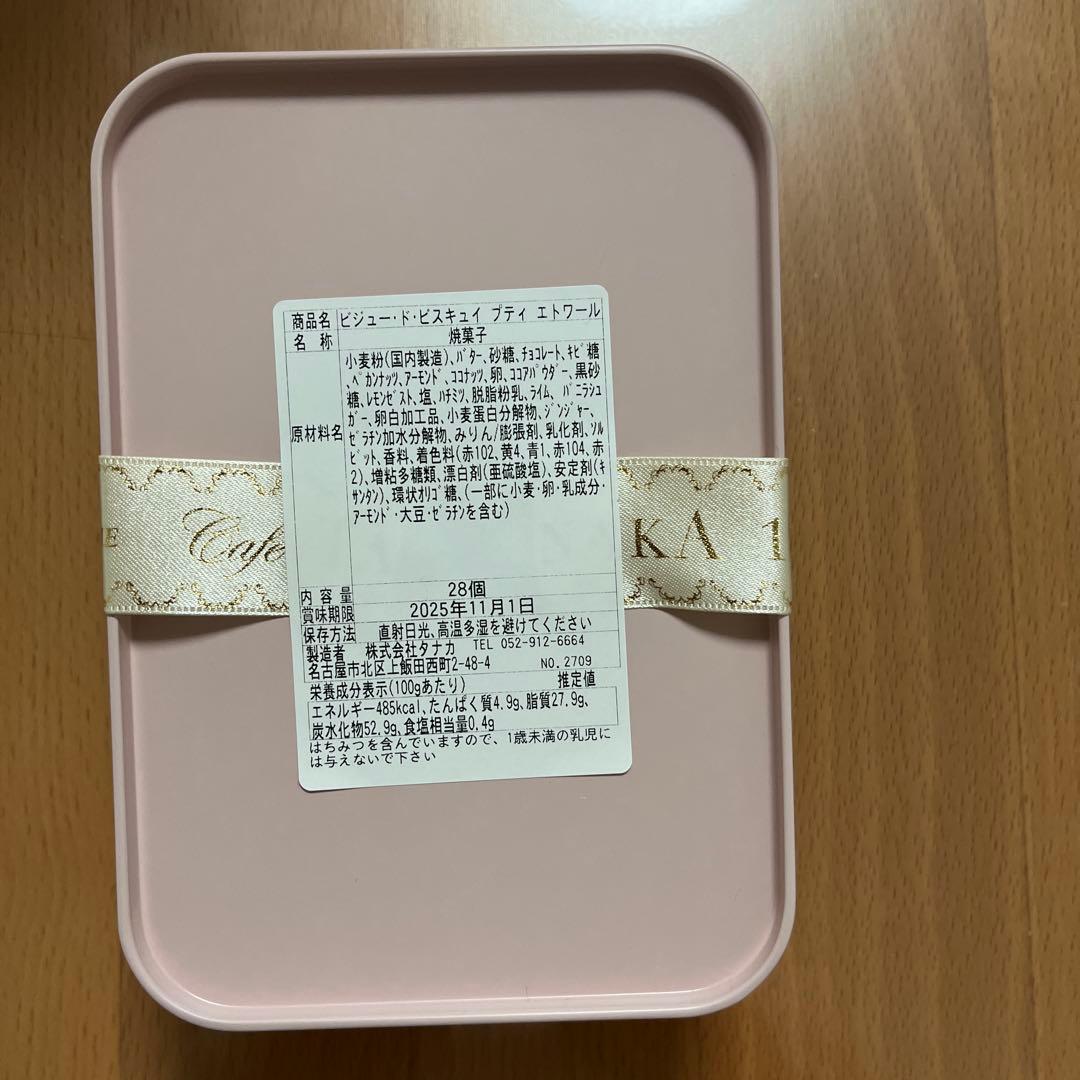 商品名 ビジュー・ド・ビスキュイ プティ エトワール
名 称 焼菓子
小麦粉(国内製造)、ﾊﾞﾀｰ、砂糖、ﾁｮｺﾚｰﾄ、ｷﾋﾞ糖
、ﾍﾟｶﾝﾅｯﾂ、ｱｰﾓﾝﾄﾞ、ｺｺﾅｯﾂ、卵、ｺｺｱﾊﾟｳﾀﾞｰ、黒砂
糖、ﾚﾓﾝｾﾞｽﾄ、塩、ﾊﾁﾐﾂ、脱脂粉乳、ﾗｲﾑ、ﾊﾞﾆﾗｼｭ
ｶﾞｰ、卵白加工品、小麦蛋白分解物、ｼﾞﾝｼﾞｬｰ、
原材料名 ｾﾞﾗﾁﾝ加水分解物、みりん/膨張剤、乳化剤、ｿﾙ
ﾋﾞｯﾄ、香料、着色料(赤102、黄4、青1、赤104、赤
2)、増粘多糖類、漂白剤(亜硫酸塩)、安定剤(ｷ
ｻﾝﾀﾝ)、環状ｵﾘｺﾞ糖、(一部に小麦・卵・乳成分・
ｱｰﾓﾝﾄﾞ・大豆・ｾﾞﾗﾁﾝを含む)
Café KA 1
内 容 量 28個
賞味期限 2025年11月1日
保存方法 直射日光、高温多湿を避けてください
製造者 株式会社タナカ TEL 052-912-6664
名古屋市北区上飯田西町2-48-4 NO.2709
栄養成分表示(100gあたり) 推定値
エネルギー485kcal、たんぱく質4.9g、脂質27.9g、
炭水化物52.9g、食塩相当量0.4g
はちみつを含んでいますので、1歳未満の乳児に
は与えないで下さい